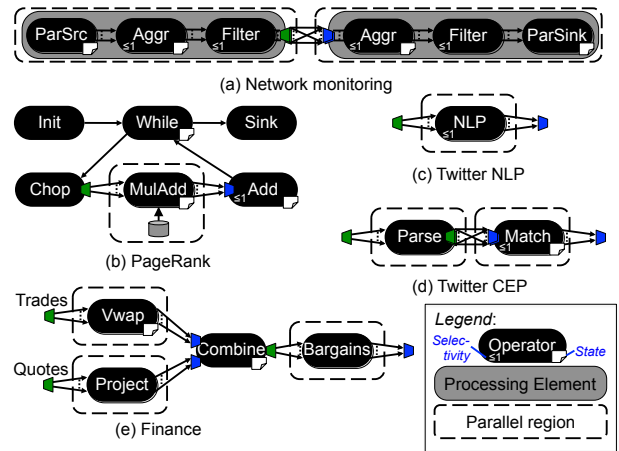 ParSrc Aggr Filter Aggr Filter ParSink
≤1 ≤1 ≤1 ≤1
(a) Network monitoring
Init While Sink
NLP
≤1
(c) Twitter NLP
Chop MulAdd Add
≤1
(b) PageRank
Parse Match
≤1
(d) Twitter CEP
Trades
Vwap
Combine Bargains
≤1
Quotes
Project
(e) Finance
Legend:
Selec-
tivity
Operator
≤1
State
Processing Element
Parallel region